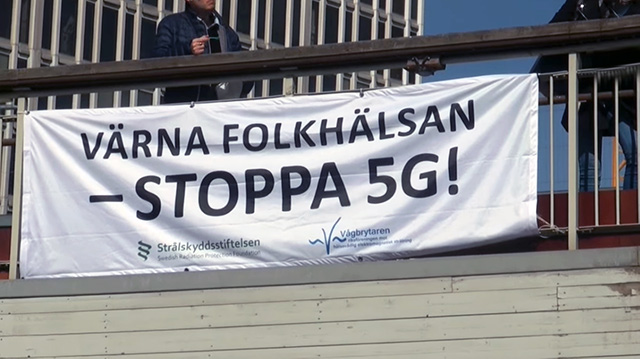 VÄRNA FOLKHÄLSAN
– STOPPA 5G!
Strålskyddsstiftelsen
Swedish Radiation Protection Foundation
Vågbrytaren